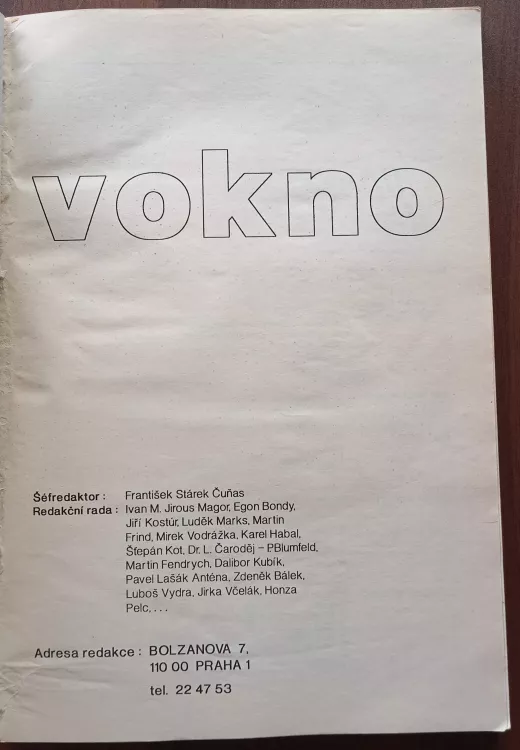 vokno
Šéfredaktor : František Stárek Čuňas
Redakční rada : Ivan M. Jirous Magor, Egon Bondy,
Jiří Kostúr, Luděk Marks, Martin
Frind, Mirek Vodrážka, Karel Habal,
Šťepán Kot, Dr. L. Čaroděj – PBlumfeld,
Martin Fendrych, Dalibor Kubík,
Pavel Lašák Anténa, Zdeněk Bálek,
Luboš Vydra, Jirka Včelák, Honza
Pelc, . . .
Adresa redakce : BOLZANOVA 7,
110 00 PRAHA 1
tel. 22 47 53